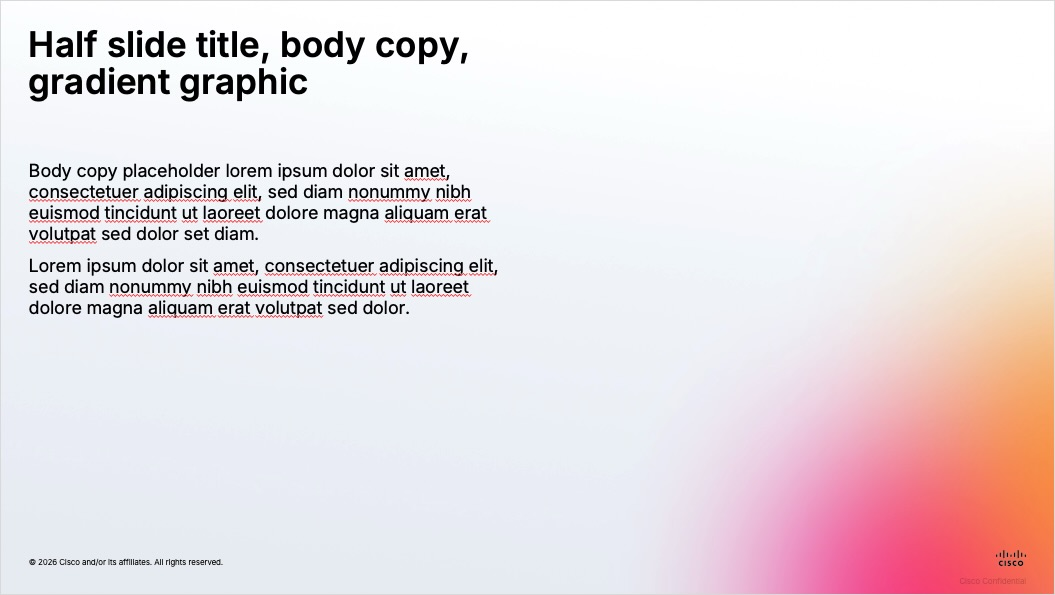 Half slide title, body copy,
gradient graphic
Body copy placeholder lorem ipsum dolor sit amet,
consectetuer adipiscing elit, sed diam nonummy nibh
euismod tincidunt ut laoreet dolore magna aliquam erat
volutpat sed dolor set diam.
Lorem ipsum dolor sit amet, consectetuer adipiscing elit,
sed diam nonummy nibh euismod tincidunt ut laoreet
dolore magna aliquam erat volutpat sed dolor.
© 2026 Cisco and/or its affiliates. All rights reserved.
CISCO
Cisco Confidential